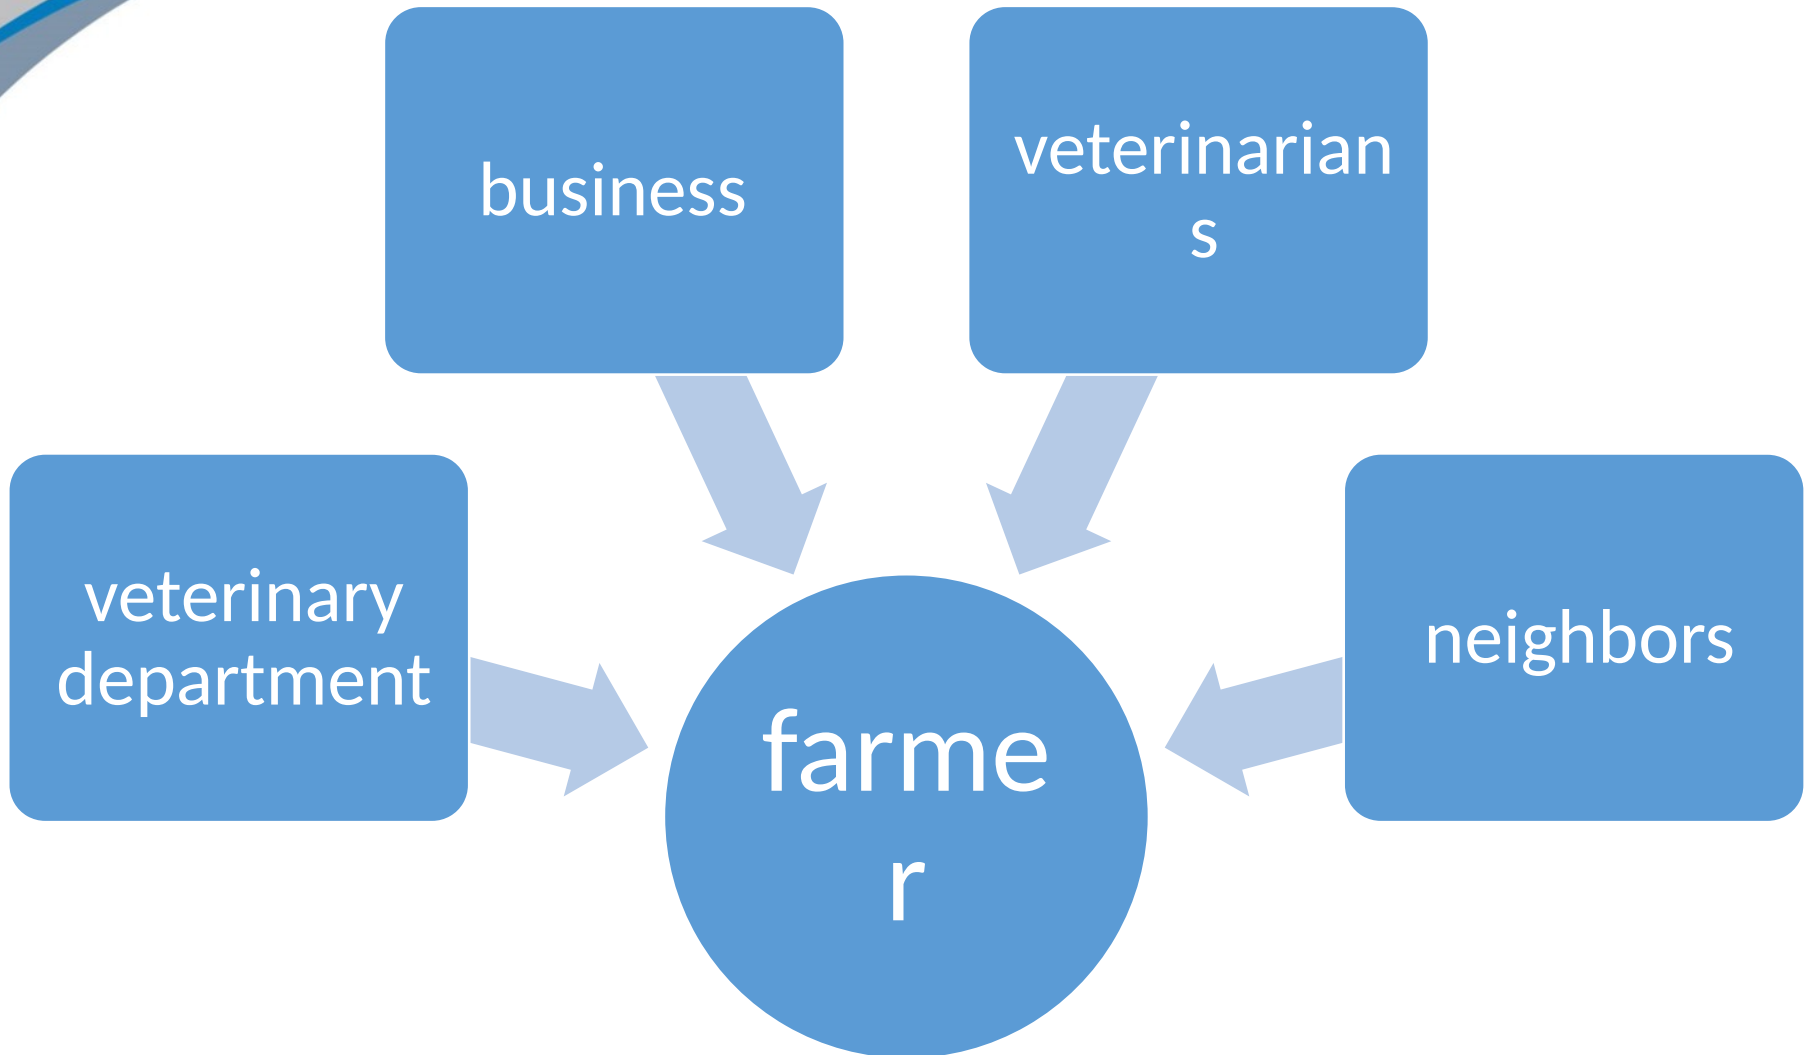 business
veterinarian
s
veterinary
department
neighbors
farme
r